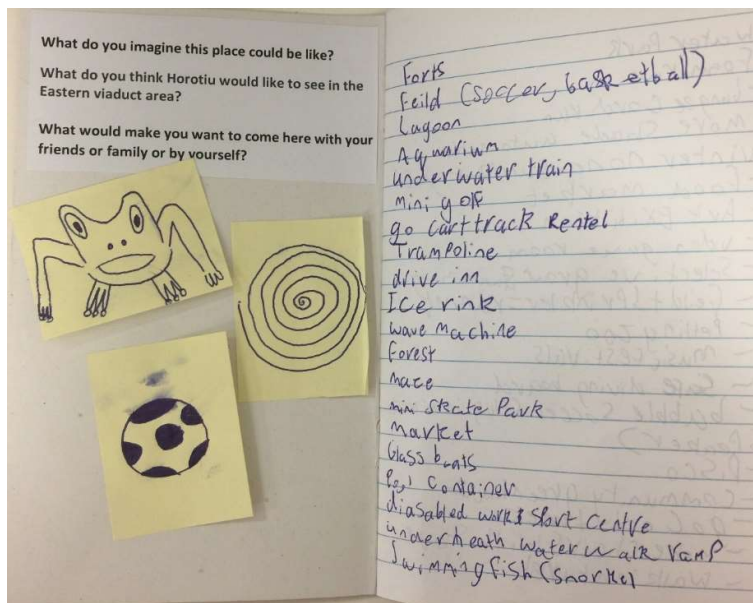 What do you imagine this place could be like?
What do you think Horotiu would like to see in the
Eastern viaduct area?
What would make you want to come here with your
friends or family or by yourself?
Forts
Feild (soccer, basketball)
Lagoon
Aquarium
underwater train
mini golf
go cart track Rentel
Trampoline
drive inn
Ice rink
wave machine
forest
mace
mini skate Park
market
Glass boats
container
diasabled work & Sport Centre
underneath water walk ramp
Swimming fish (snorkel